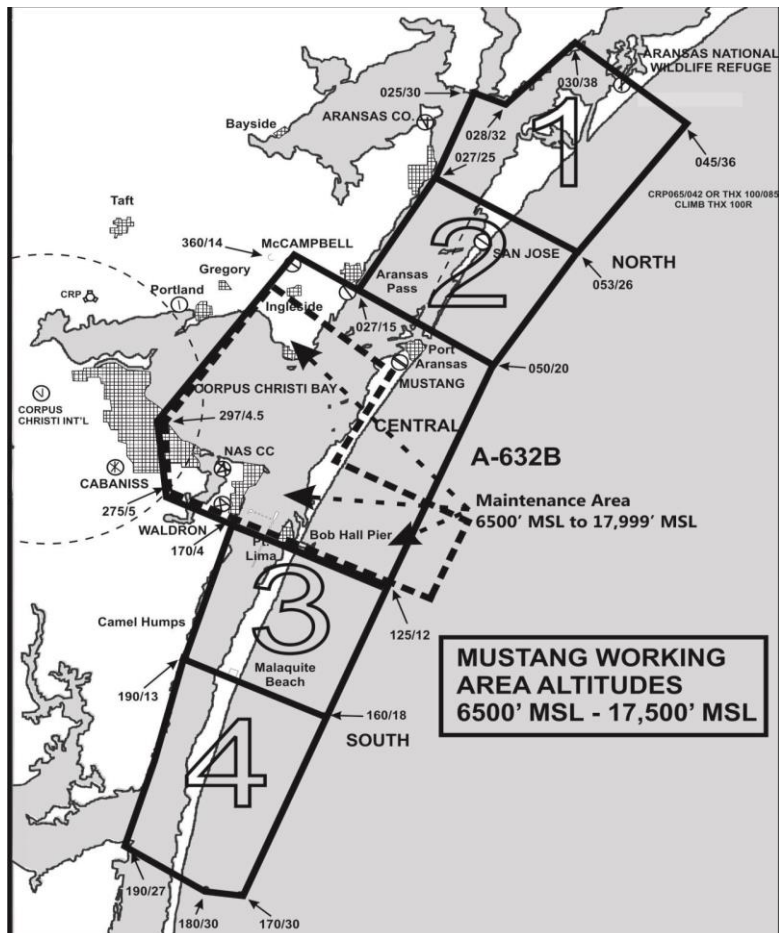 ARANSAS NATIONAL
WILDLIFE REFUGE
030/38
025/30
ARANSAS CO.
028/32
Bayside
1
027/25
045/36
CRP065/042 OR THX 100/085
CLIMB THX 100R
Taft
360/14
McCAMPBELL
2
SAN JOSE
NORTH
Gregory
Aransas
Pass
053/26
CRP
Portland
Ingleside
027/15
Port
Aransas
050/20
MUSTANG
CORPUS CHRISTI BAY
CORPUS
CHRISTI INT'L
297/4.5
CENTRAL
A-632B
NAS CC
CABANISS
275/5
Maintenance Area
6500' MSL to 17,999' MSL
WALDRON
Bob Hall Pier
170/4
Pt.
Lima
125/12
3
Camel Humps
190/13
Malaquite
Beach
MUSTANG WORKING
AREA ALTITUDES
6500' MSL - 17,500' MSL
160/18
SOUTH
4
190/27
180/30
170/30